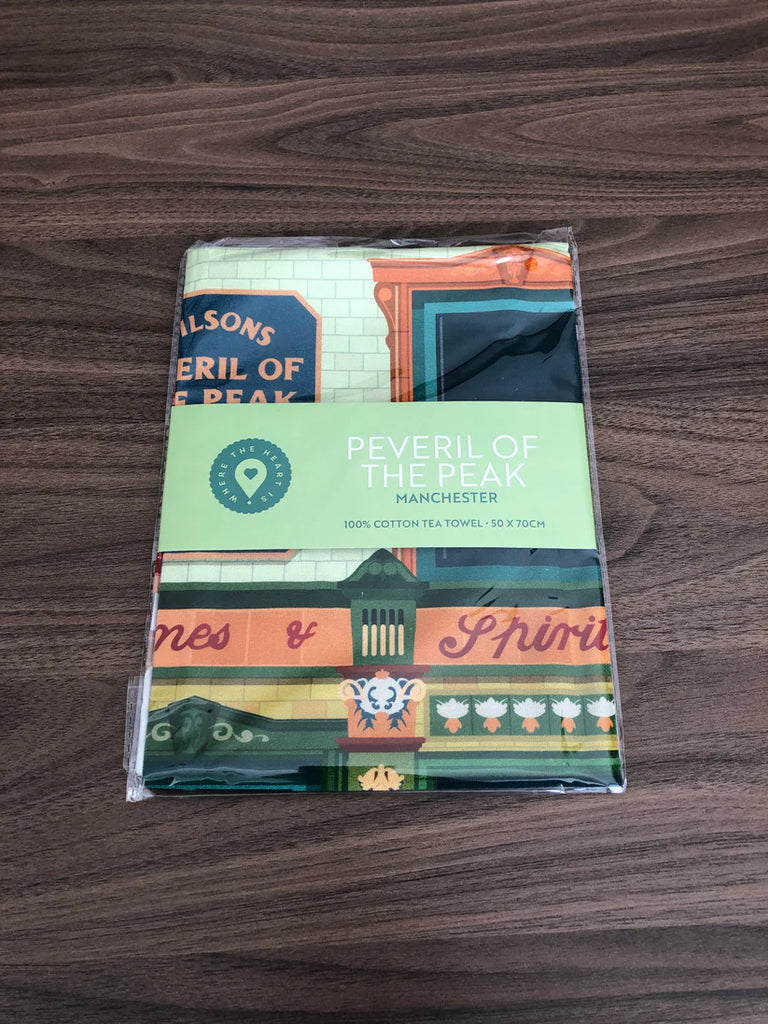 ILSONS
ERIL OF
E PEAK
WHERE THE HEART IS
PEVERIL OF
THE PEAK
MANCHESTER
100% COTTON TEA TOWEL • 50 X 70CM
nes & Spirit